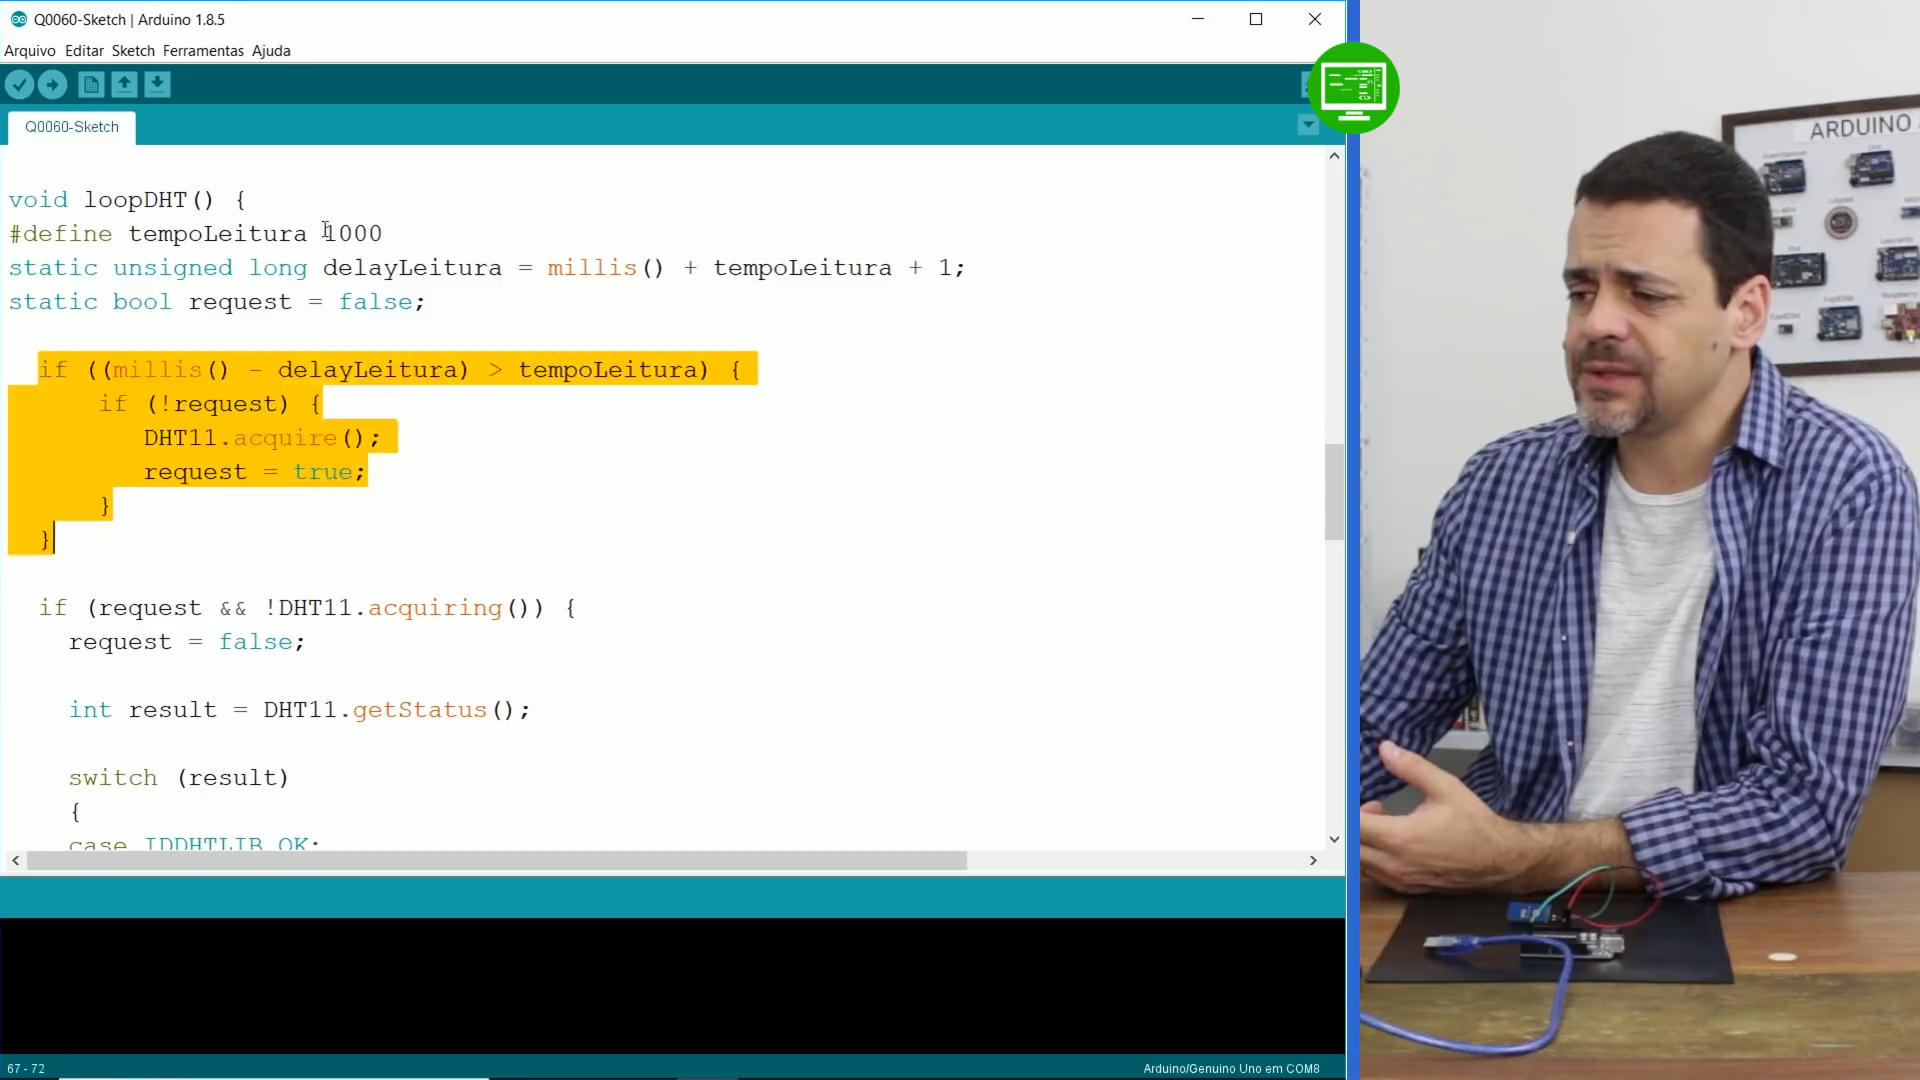 Q0060-Sketch | Arduino 1.8.5
Arquivo Editar Sketch Ferramentas Ajuda
Q0060-Sketch
void loopDHT() {
#define tempoLeitura 1000
static unsigned long delayLeitura = millis() + tempoLeitura + 1;
static bool request = false;
if ((millis() - delayLeitura) > tempoLeitura) {
if (!request) {
DHT11.acquire();
request = true;
}
}
if (request && !DHT11.acquiring()) {
request = false;
int result = DHT11.getStatus();
switch (result)
{
case IDDHTLIB_OK:
67 - 72
Arduino/Genuino Uno em COM8
ARDUINO